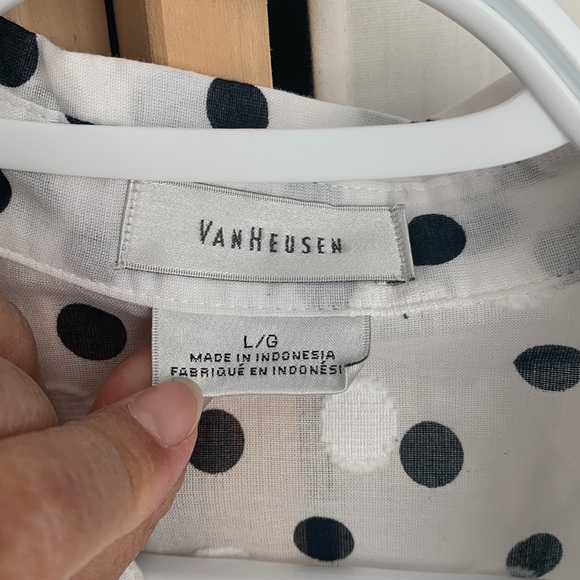 VANHEUSEN
L/G
MADE IN INDONESIA
FABRIQUÉ EN INDONÉSI